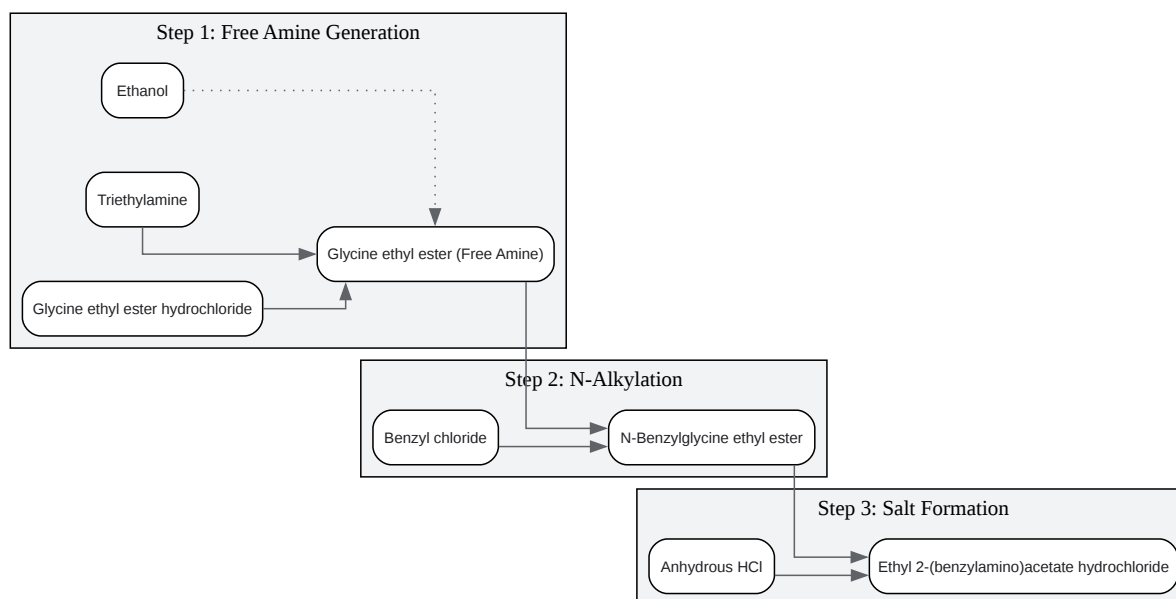 Step 1: Free Amine Generation
Ethanol
Triethylamine
Glycine ethyl ester (Free Amine)
Glycine ethyl ester hydrochloride
Step 2: N-Alkylation
Benzyl chloride
N-Benzylglycine ethyl ester
Step 3: Salt Formation
Anhydrous HCl
Ethyl 2-(benzylamino)acetate hydrochloride